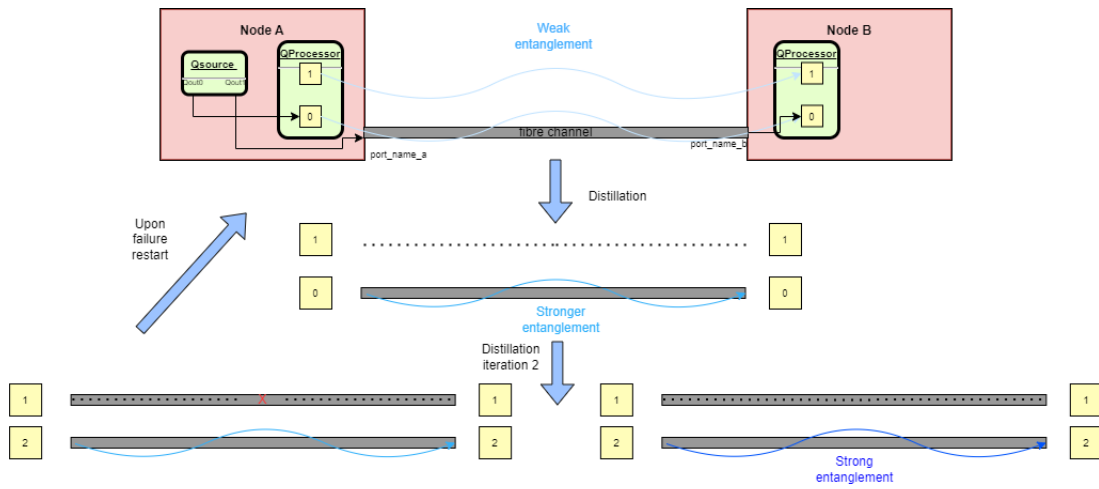 Node A
Node B
Weak
entanglement
Qsource
Qout0
Qout1
QProcessor
1
0
QProcessor
1
0
fibre channel
port_name_a
port_name_b
Distillation
Upon
failure
restart
1
1
0
0
Stronger
entanglement
Distillation
iteration 2
1
X
1
1
1
2
2
2
2
Strong
entanglement